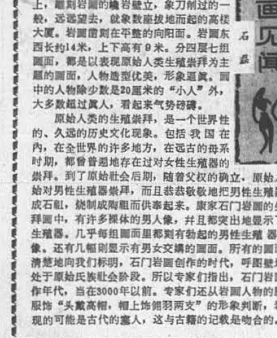 上，雕刻岩画的峻岩壁立，象刀削过的一
般，远远望去，就象数座拔地而起的高楼
大厦。岩画凿刻在平整的向阳面。岩画东
西长约14米，上下高有9米。分四层七组
画面，都是以表现原始人类生殖崇拜为主
题的画面，人物造型优美，形象逼真。画
中的人物除少数是20厘米的“小人”外，
大多数超过真人，看起来气势磅礴。
原始人类的生殖崇拜，是一个世界性
的、久远的历史文化现象。包括我国在
内，在全世界的许多地方，在远古的母系
时期，都曾普遍地存在过对女性生殖器的
崇拜。到了原始社会后期，随着父权的确立，原始人
始对男性生殖器崇拜，而且恭恭敬敬地把男性生殖器
成石祖，烧制成陶祖而供奉起来。康家石门岩画的生
拜画中，有许多裸体的男人像，并且都突出地显示了
生殖器。几乎每组画面里都刻有勃起的男性生殖器
像。还有几幅则显示有男女交媾的画面。所有的画面
清楚地向我们标明，石门岩画创作的时代，呼图壁
处于原始氏族社会阶段。所以专家们指出，石门岩
作年代，当在3000年以前。专家们还从岩画人物的
服饰“头戴高帽，帽上饰翎羽两支”的形象判断，
现的可能是古代的塞人，这与古籍的记载是吻合的。
石磊
画见闻